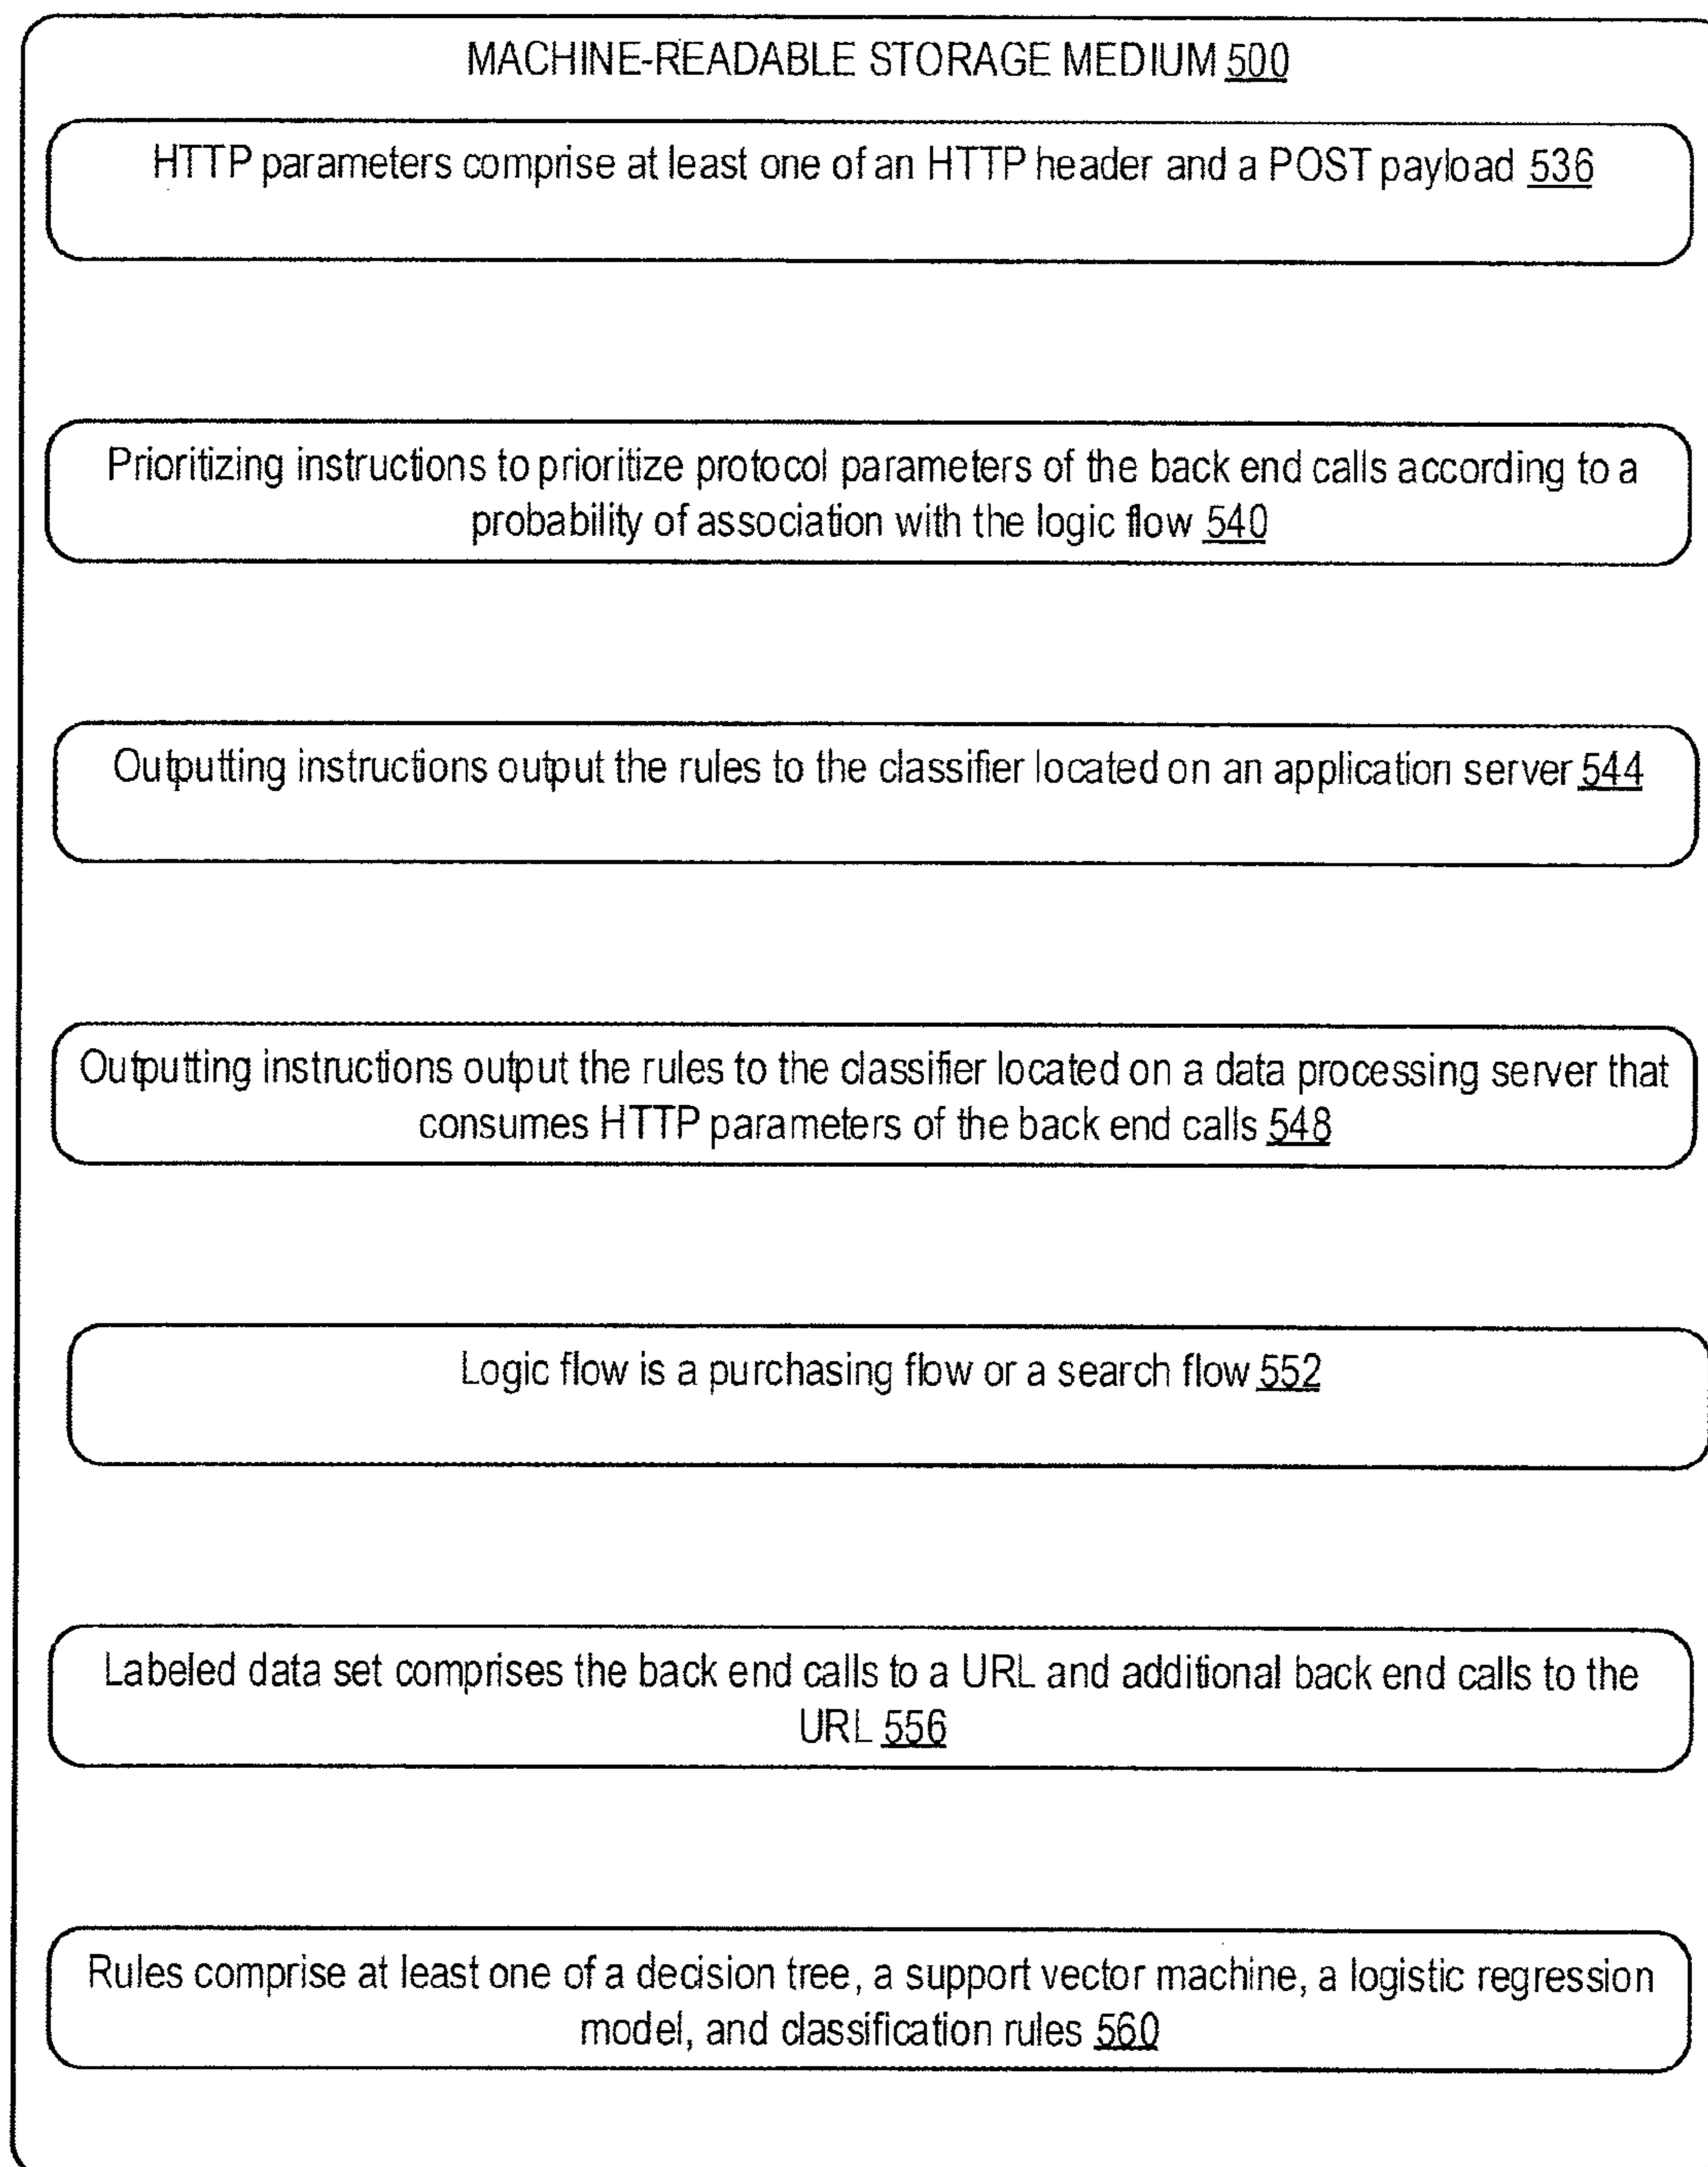 MACHINE-READABLE STORAGE MEDIUM 500
HTTP parameters comprise at least one of an HTTP header and a POST payload 536
Prioritizing instructions to prioritize protocol parameters of the back end calls according to a
probability of association with the logic flow 540
Outputting instructions output the rules to the classifier located on an application server 544
Outputting instructions output the rules to the classifier located on a data processing server that
consumes HTTP parameters of the back end calls 548
Logic flow is a purchasing flow or a search flow 552
Labeled data set comprises the back end calls to a URL and additional back end calls to the
URL 556
Rules comprise at least one of a decision tree, a support vector machine, a logistic regression
model, and classification rules 560